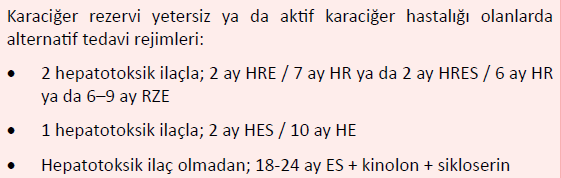 Karaciğer rezervi yetersiz ya da aktif karaciğer hastalığı olanlarda
alternatif tedavi rejimleri:
• 2 hepatotoksik ilaçla; 2 ay HRE / 7 ay HR ya da 2 ay HRES / 6 ay HR
ya da 6–9 ay RZE
• 1 hepatotoksik ilaçla; 2 ay HES / 10 ay HE
• Hepatotoksik ilaç olmadan; 18-24 ay ES + kinolon + sikloserin